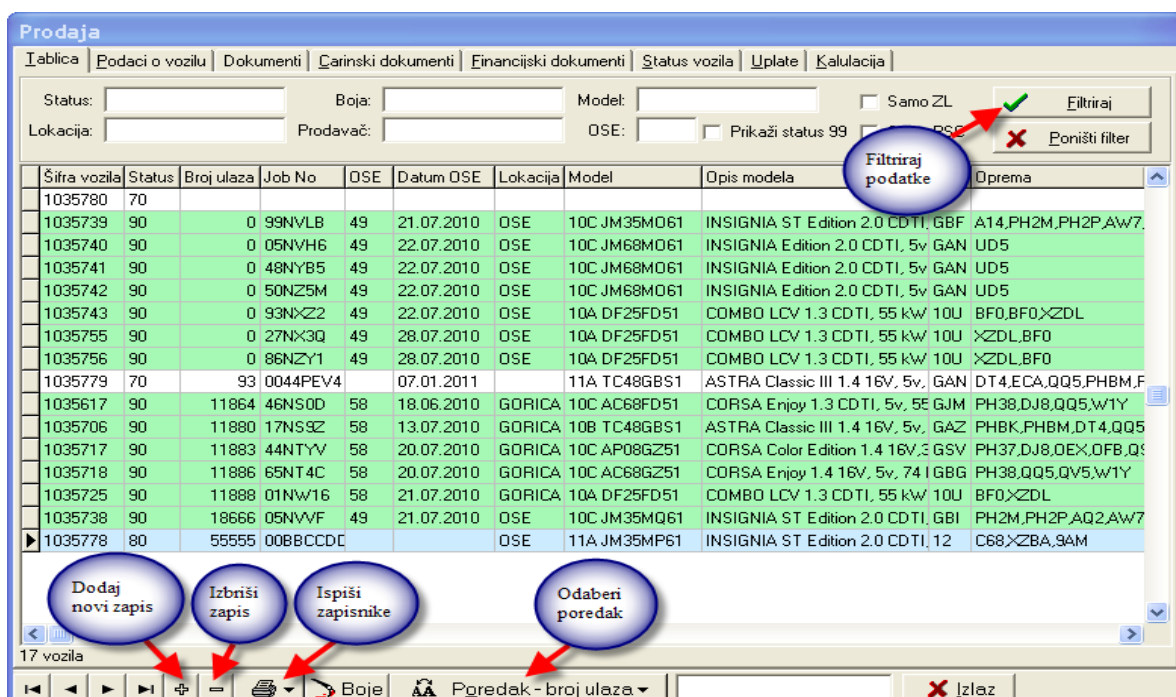 Prodaja
Tablica Podaci o vozilu Dokumenti Carinski dokumenti Financijski dokumenti Status vozila Uplate Kalulacija
Status: Boja: Model: Samo ZL Filtriraj
Lokacija: Prodavač: OSE: Prikaži status 99 Poništi filter
Filtriraj
podatke
Šifra vozila Status Broj ulaza Job No OSE Datum OSE Lokacija Model Opis modela Oprema
1035780 70
1035739 90 0 99NVLB 49 21.07.2010 OSE 10C JM35MO61 INSIGNIA ST Edition 2.0 CDTI, GBF A14,PH2M,PH2P,AW7
1035740 90 0 05NVH6 49 22.07.2010 OSE 10C JM68MO61 INSIGNIA Edition 2.0 CDTI, 5v GAN UD5
1035741 90 0 48NYB5 49 22.07.2010 OSE 10C JM68MO61 INSIGNIA Edition 2.0 CDTI, 5v GAN UD5
1035742 90 0 50NZ5M 49 22.07.2010 OSE 10C JM68MO61 INSIGNIA Edition 2.0 CDTI, 5v GAN UD5
1035743 90 0 93NXZ2 49 22.07.2010 OSE 10A DF25FD51 COMBO LCV 1.3 CDTI, 55 kW 10U BF0,BF0,XZDL
1035755 90 0 27NX3Q 49 28.07.2010 OSE 10A DF25FD51 COMBO LCV 1.3 CDTI, 55 kW 10U XZDL,BF0
1035756 90 0 86NZY1 49 28.07.2010 OSE 10A DF25FD51 COMBO LCV 1.3 CDTI, 55 kW 10U XZDL,BF0
1035779 70 93 0044PEV4 07.01.2011 11A TC48GBS1 ASTRA Classic III 1.4 16V, 5v, GAN DT4,ECA,QQ5,PHBM,
1035617 90 11864 46NS0D 58 18.06.2010 GORICA 10C AC68FD51 CORSA Enjoy 1.3 CDTI, 5v, 55 GJM PH38,DJ8,QQ5,W1Y
1035706 90 11880 17NS9Z 58 13.07.2010 GORICA 10B TC48GBS1 ASTRA Classic III 1.4 16V, 5v, GAZ PHBK,PHBM,DT4,QQ5
1035717 90 11883 44NTYV 58 20.07.2010 GORICA 10C AP08GZ51 CORSA Color Edition 1.4 16V,3 GSV PH37,DJ8,OEX,OFB,
1035718 90 11886 65NT4C 58 20.07.2010 GORICA 10C AC68GZ51 CORSA Enjoy 1.4 16V, 5v, 74 GBG PH38,QQ5,QV5,W1Y
1035725 90 11888 01NW16 58 21.07.2010 GORICA 10A DF25FD51 COMBO LCV 1.3 CDTI, 55 kW 10U BF0,XZDL
1035738 90 18666 05NVVF 49 21.07.2010 OSE 10C JM35MQ61 INSIGNIA ST Edition 2.0 CDTI, GBI PH2M,PH2P,AQ2,AW7
1035778 80 55555 00BBCCDD OSE 11A JM35MP61 INSIGNIA ST Edition 2.0 CDTI, 12 C68,XZBA,9AM
Dodaj
novi zapis
Izbriši
zapis
Ispiši
zapisnike
Odaberi
poredak
17 vozila
Boje Poredak - broj ulaza Izlaz